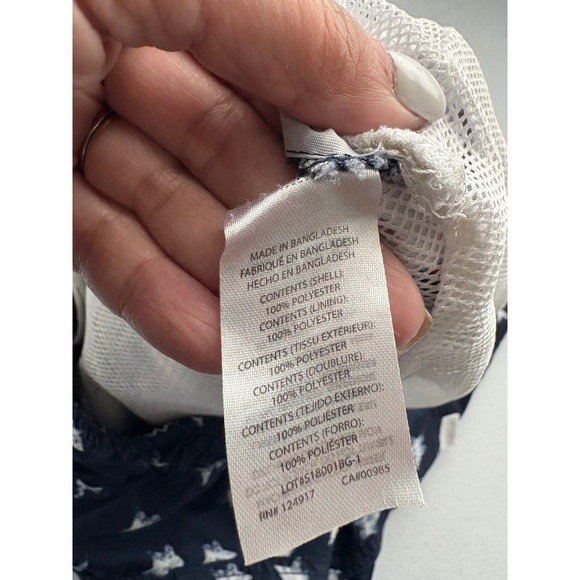 MADE IN BANGLADESH
FABRIQUÉ EN BANGLADESH
HECHO EN BANGLADESH
CONTENTS (SHELL):
100% POLYESTER
CONTENTS (LINING):
100% POLYESTER
CONTENTS (TISSU EXTÉRIEUR):
100% POLYESTER
CONTENTS (DOUBLURE):
100% POLYESTER
CONTENTS (TEJIDO EXTERNO):
100% POLIÉSTER
CONTENTS (FORRO):
100% POLIÉSTER
LOT#S18001BG-1
RN# 124917 CA#00985